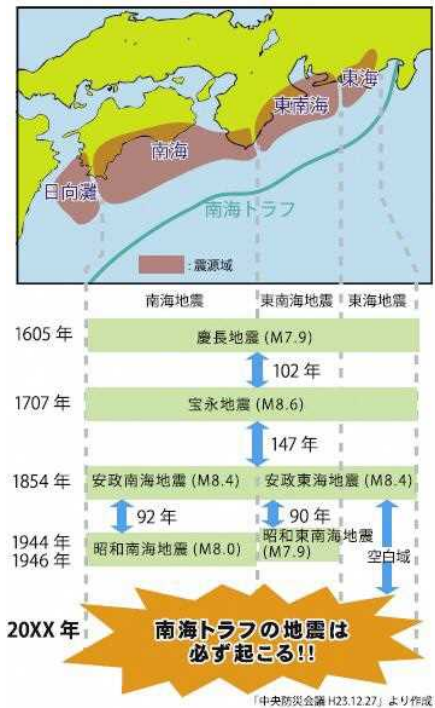 東海
東南海
南海
日向灘
南海トラフ
:震源域
南海地震 東南海地震 東海地震
1605 年 慶長地震 (M7.9)
102 年
1707 年 宝永地震 (M8.6)
147 年
1854 年 安政南海地震 (M8.4) 安政東海地震 (M8.4)
92 年 90 年
1944 年
1946 年
昭和南海地震 (M8.0)
昭和東南海地震
(M7.9)
空白域
20XX 年
南海トラフの地震は
必ず起こる!!
「中央防災会議 H23.12.27」より作成